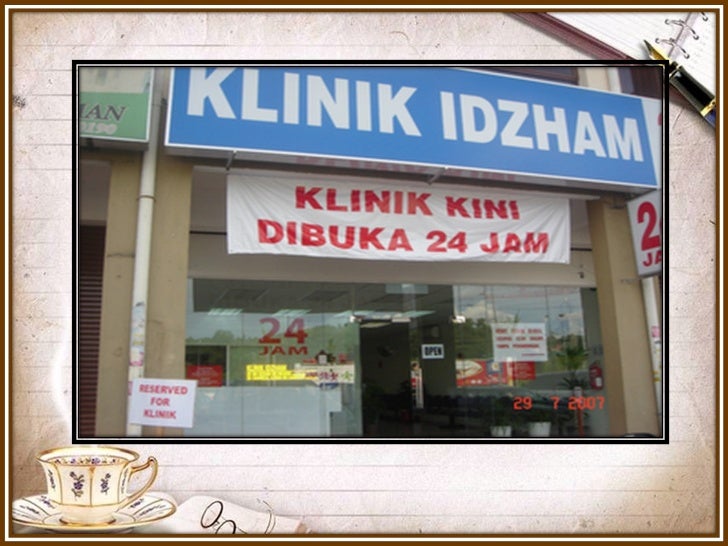 KLINIK IDZHAM
KLINIK KINI
DIBUKA 24 JAM
24
JAM
OPEN
RESERVED
FOR
KLINIK
29 7 2007